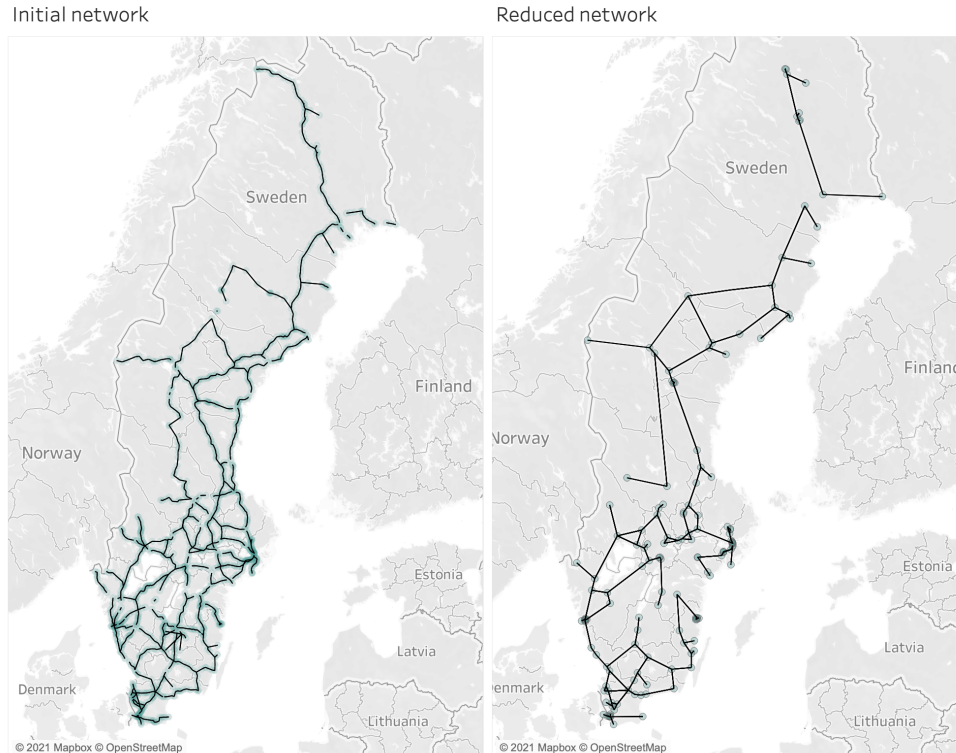 Initial network
Reduced network
Sweden
Finland
Norway
Estonia
Latvia
Denmark
Lithuania
© 2021 Mapbox © OpenStreetMap
Sweden
Finland
Norway
Estonia
Latvia
enmark
Lithuania
© 2021 Mapbox © OpenStreetMap